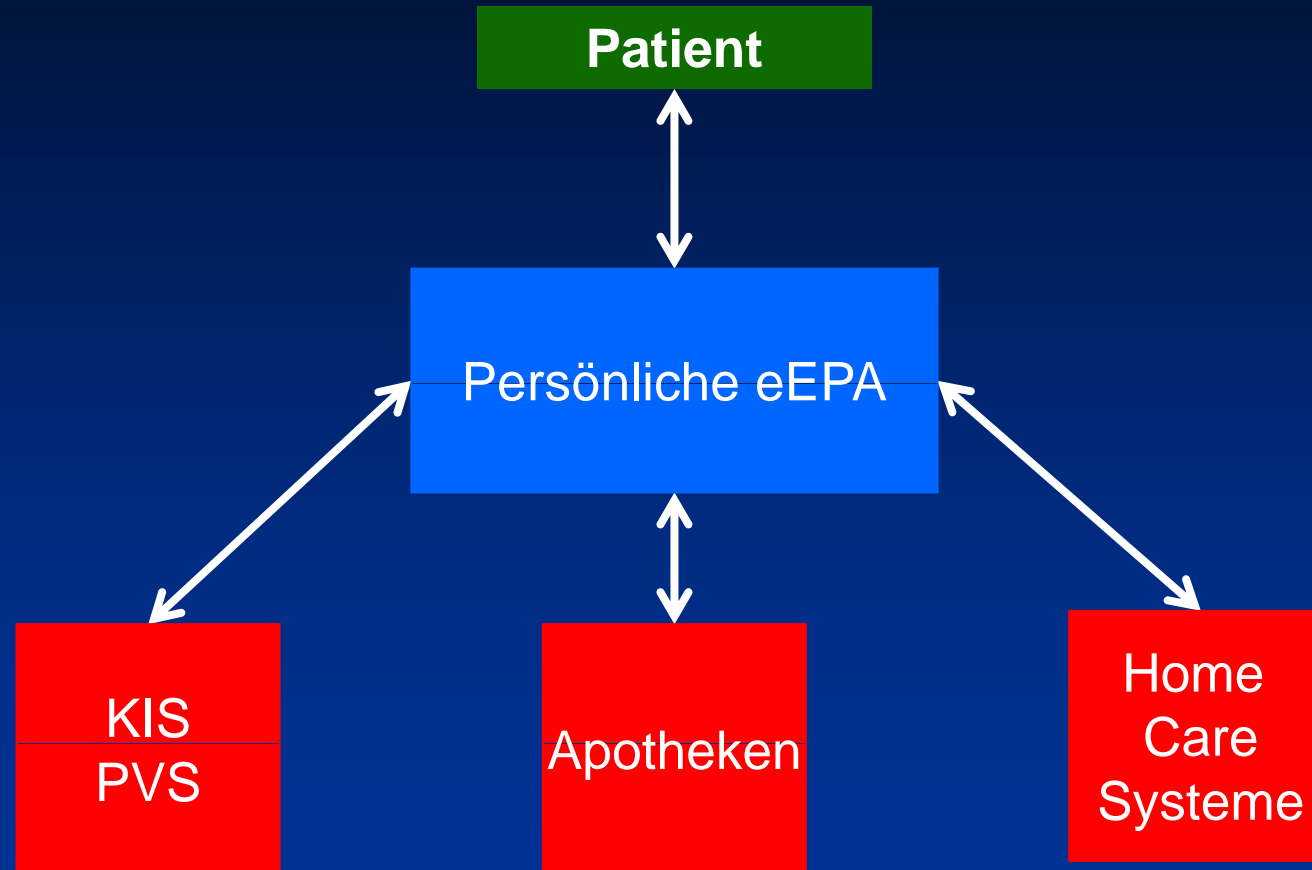 Patient
Persönliche eEPA
KIS
PVS
Apotheken
Home
Care
Systeme